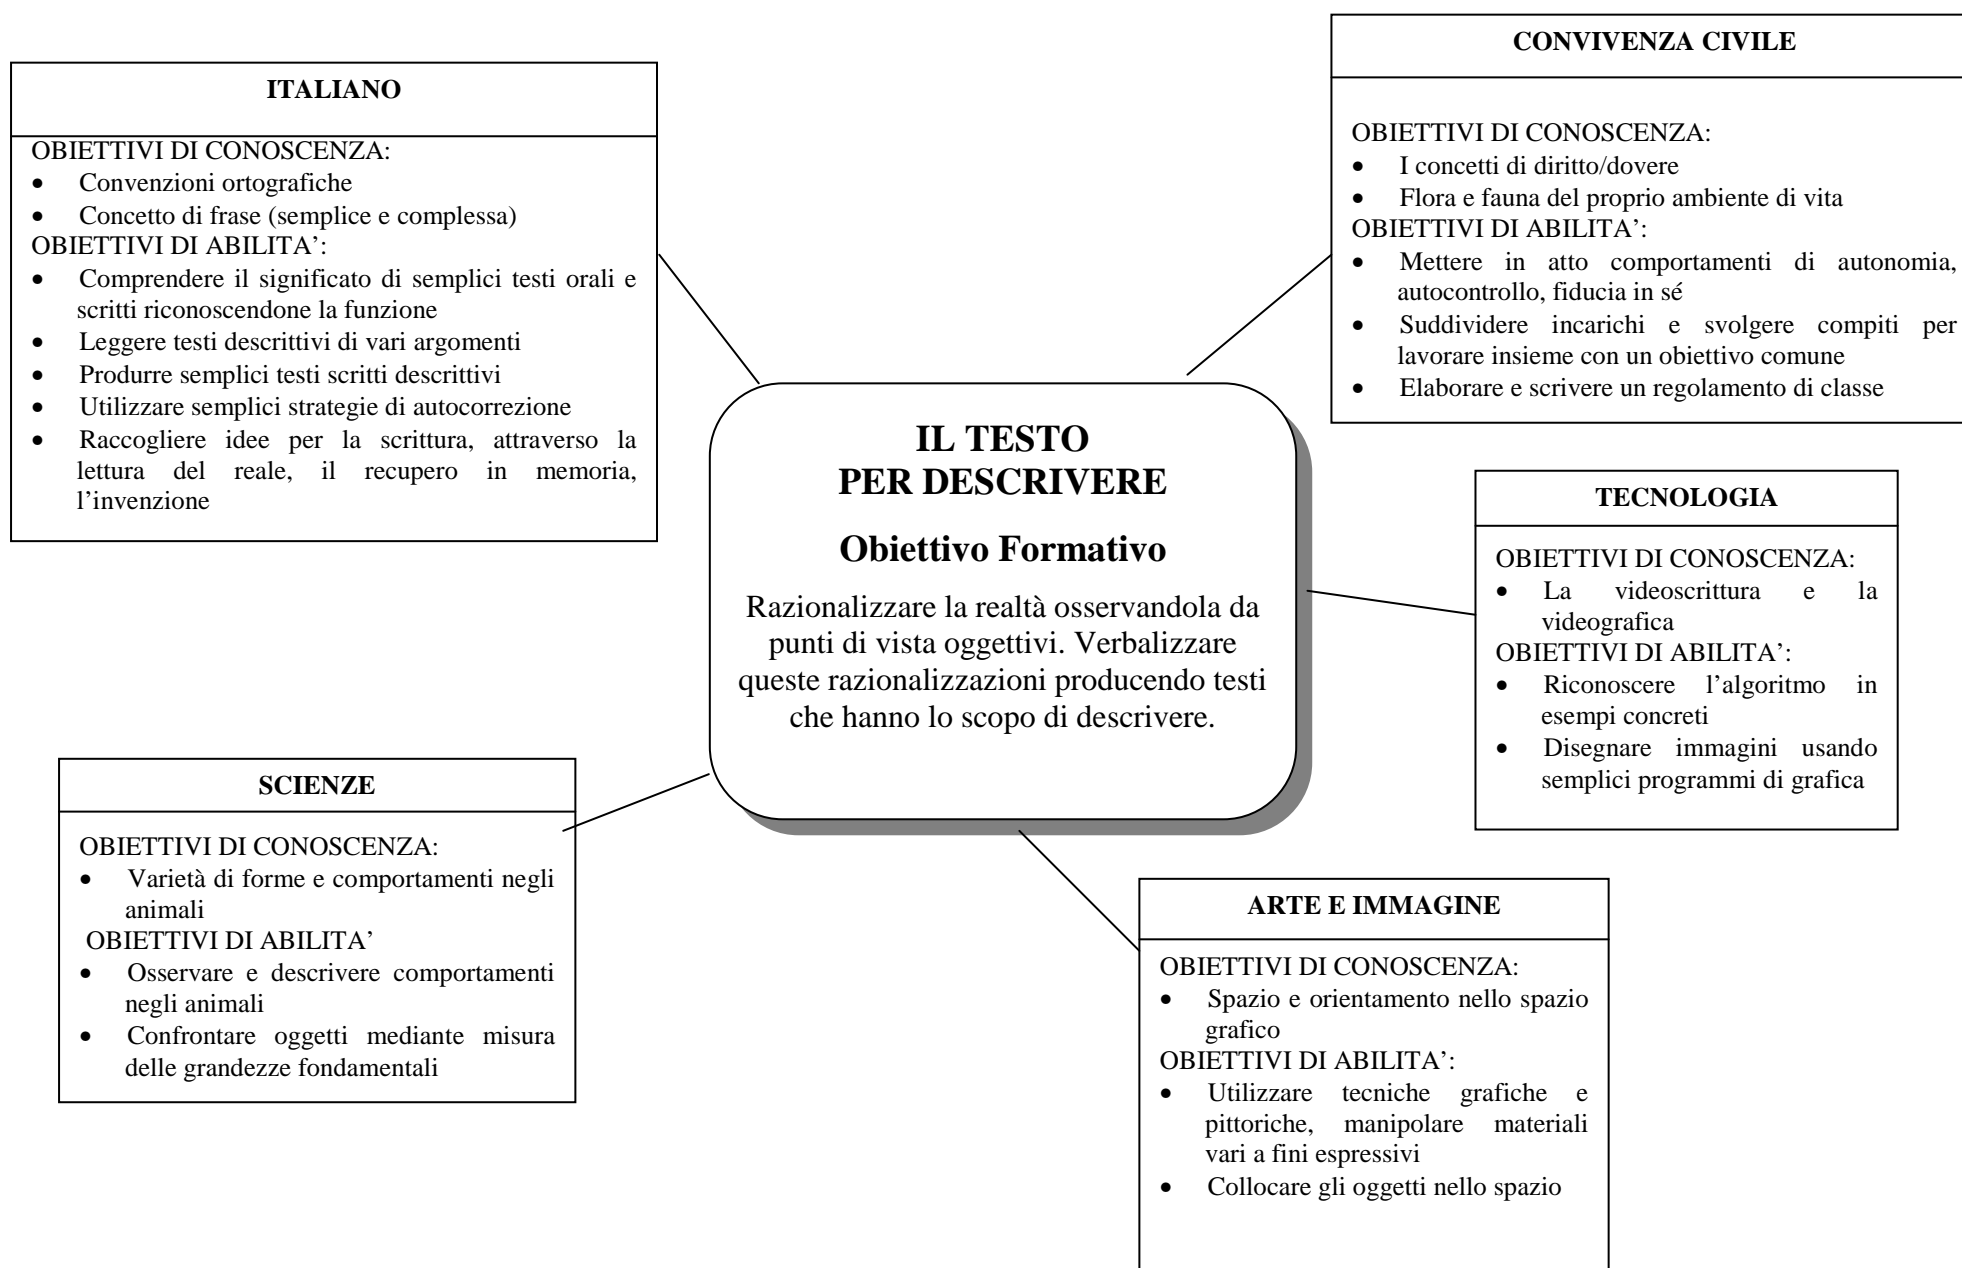 ITALIANO
OBIETTIVI DI CONOSCENZA:
• Convenzioni ortografiche
• Concetto di frase (semplice e complessa)
OBIETTIVI DI ABILITA’:
• Comprendere il significato di semplici testi orali e
scritti riconoscendone la funzione
• Leggere testi descrittivi di vari argomenti
• Produrre semplici testi scritti descrittivi
• Utilizzare semplici strategie di autocorrezione
• Raccogliere idee per la scrittura, attraverso la
lettura del reale, il recupero in memoria,
l’invenzione
CONVIVENZA CIVILE
OBIETTIVI DI CONOSCENZA:
• I concetti di diritto/dovere
• Flora e fauna del proprio ambiente di vita
OBIETTIVI DI ABILITA’:
• Mettere in atto comportamenti di autonomia,
autocontrollo, fiducia in sé
• Suddividere incarichi e svolgere compiti per
lavorare insieme con un obiettivo comune
• Elaborare e scrivere un regolamento di classe
IL TESTO
PER DESCRIVERE
Obiettivo Formativo
Razionalizzare la realtà osservandola da
punti di vista oggettivi. Verbalizzare
queste razionalizzazioni producendo testi
che hanno lo scopo di descrivere.
TECNOLOGIA
OBIETTIVI DI CONOSCENZA:
• La videoscrittura e la
videografica
OBIETTIVI DI ABILITA’:
• Riconoscere l’algoritmo in
esempi concreti
• Disegnare immagini usando
semplici programmi di grafica
SCIENZE
OBIETTIVI DI CONOSCENZA:
• Varietà di forme e comportamenti negli
animali
OBIETTIVI DI ABILITA’
• Osservare e descrivere comportamenti
negli animali
• Confrontare oggetti mediante misura
delle grandezze fondamentali
ARTE E IMMAGINE
OBIETTIVI DI CONOSCENZA:
• Spazio e orientamento nello spazio
grafico
OBIETTIVI DI ABILITA’:
• Utilizzare tecniche grafiche e
pittoriche, manipolare materiali
vari a fini espressivi
• Collocare gli oggetti nello spazio